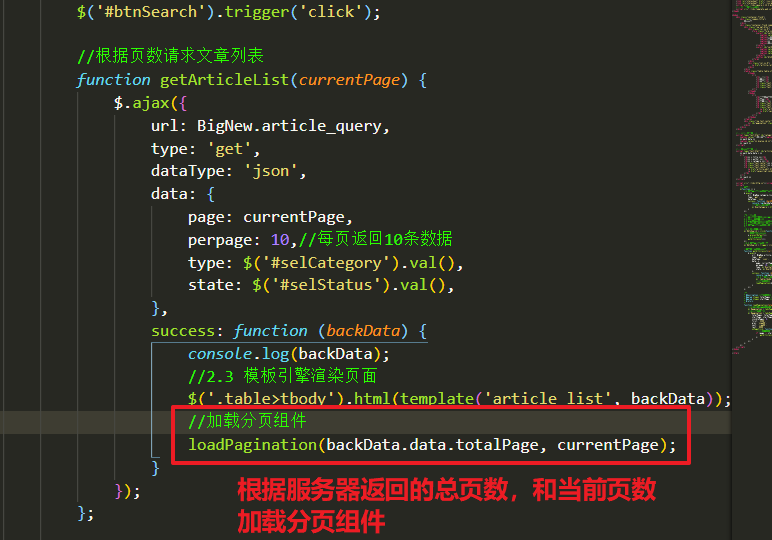 $('#btnSearch').trigger('click');
//根据页数请求文章列表
function getArticleList(currentPage) {
$.ajax({
url: BigNew.article_query,
type: 'get',
dataType: 'json',
data: {
page: currentPage,
perpage: 10,//每页返回10条数据
type: $('#selCategory').val(),
state: $('#selStatus').val(),
},
success: function (backData) {
console.log(backData);
//2.3 模板引擎渲染页面
$('.table>tbody').html(template('article_list', backData));
//加载分页组件
loadPagination(backData.data.totalPage, currentPage);
}
});
};
根据服务器返回的总页数，和当前页数
加载分页组件